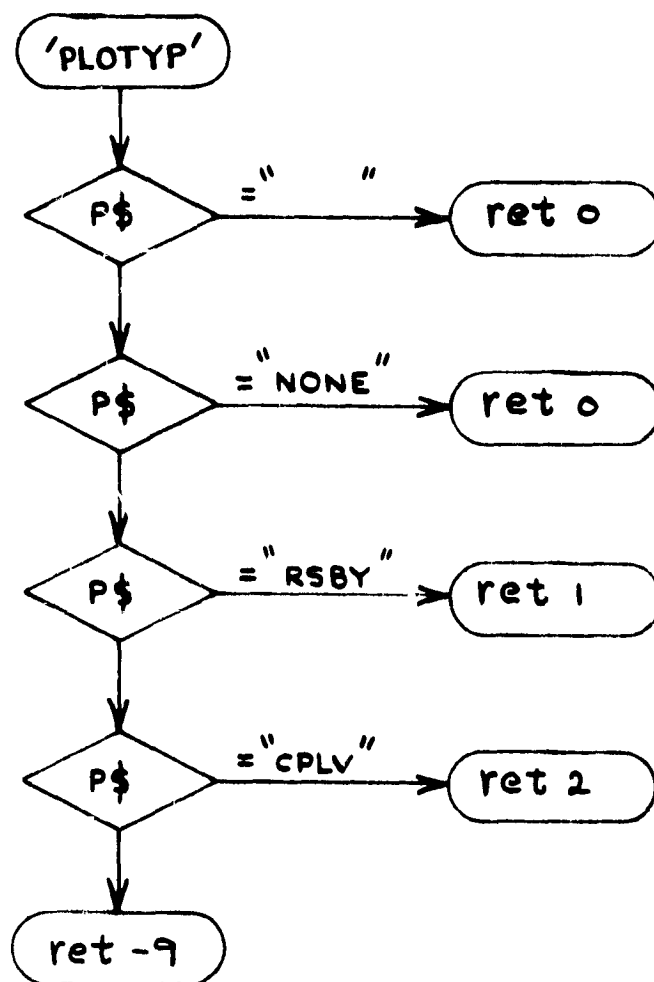 'PLOTYP'
P$
=" "
ret 0
P$
="NONE"
ret 0
P$
="RSBY"
ret 1
P$
="CPLV"
ret 2
ret -9